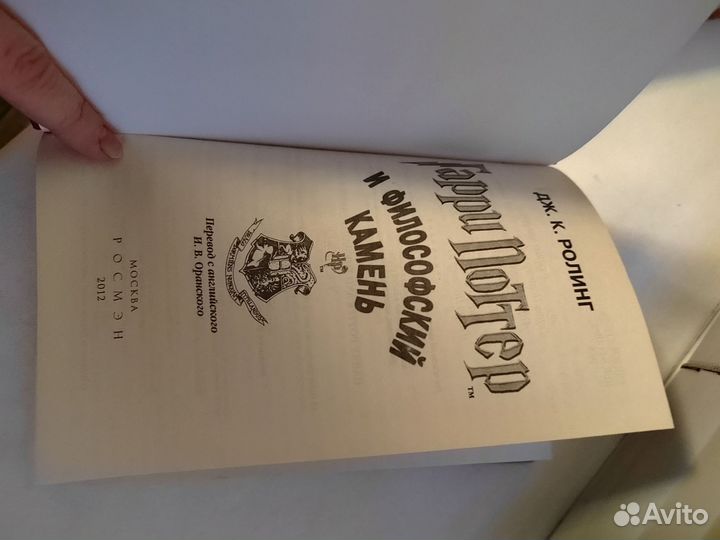 ДЖ. К. РОЛИНГ
Гарри Поттер™
И ФИЛОСОФСКИЙ
КАМЕНЬ
Перевод с английского
И. В. Оранского
МОСКВА
РОСМЭН
2012
Avito